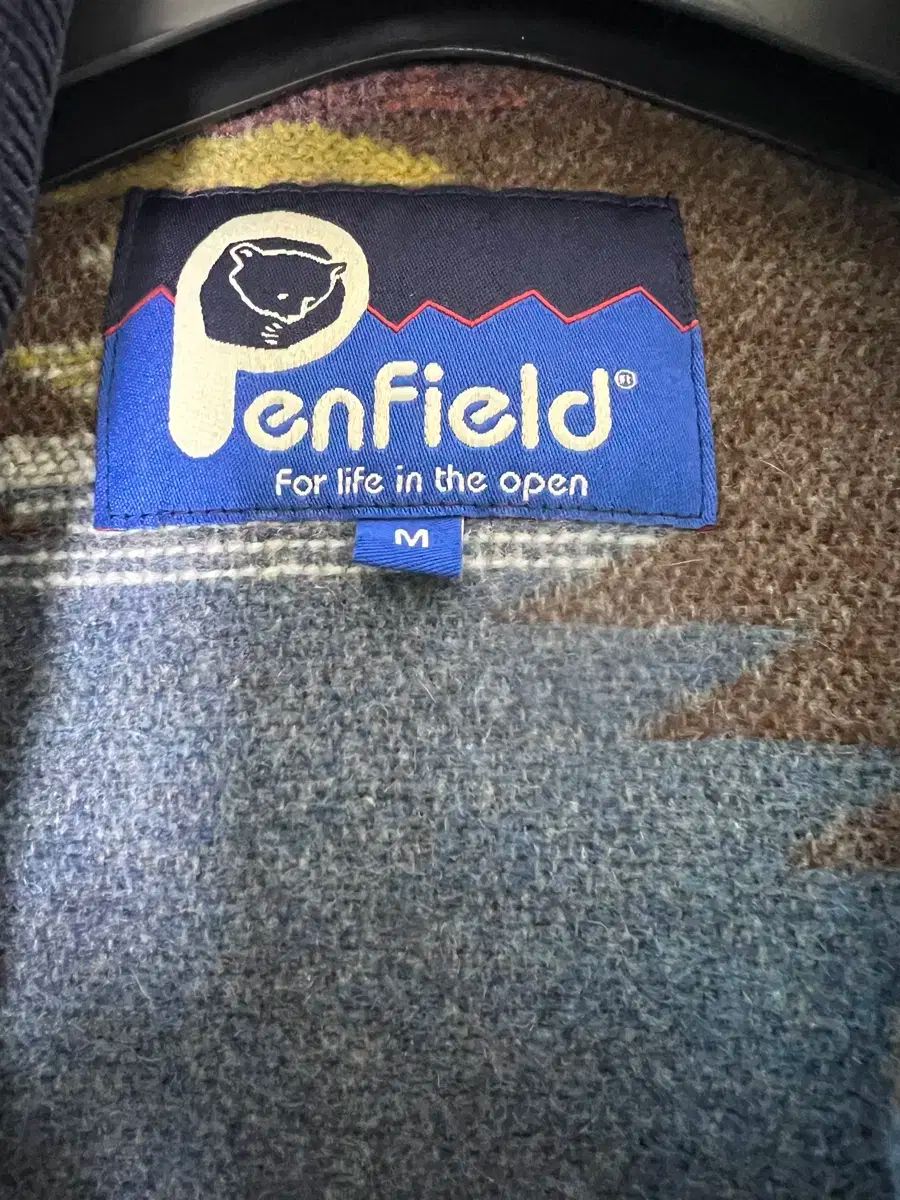 Penfield®
For life in the open
M